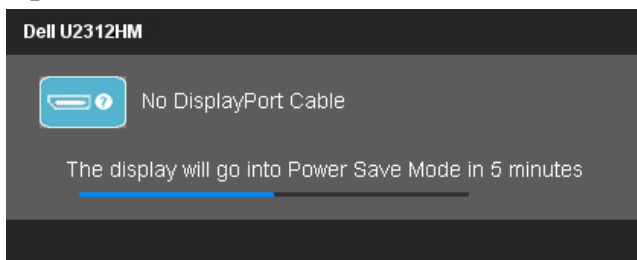 Dell U2312HM
? No DisplayPort Cable
The display will go into Power Save Mode in 5 minutes